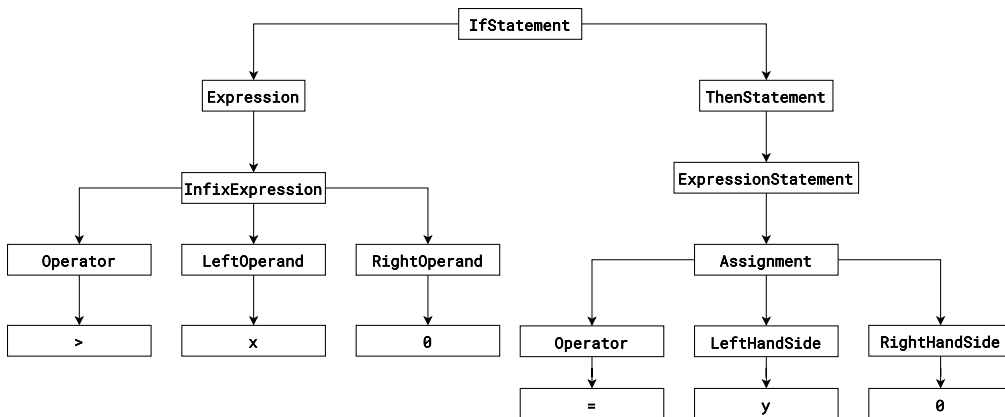 IfStatement
Expression
ThenStatement
InfixExpression
ExpressionStatement
Operator
LeftOperand
RightOperand
Assignment
>
x
0
Operator
LeftHandSide
RightHandSide
=
y
0